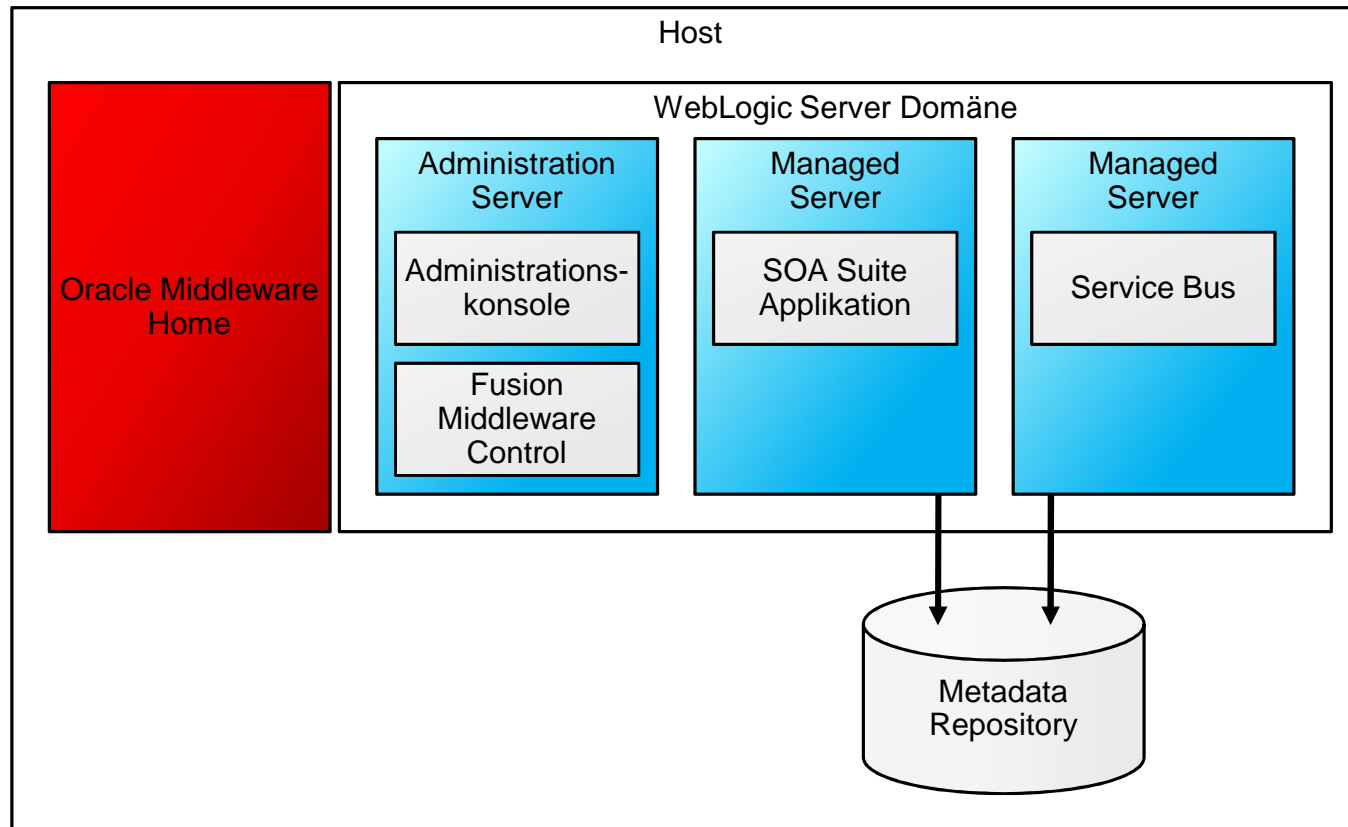 Host
Oracle Middleware
Home
WebLogic Server Domäne
Administration
Server
Administrations-
konsole
Fusion
Middleware
Control
Managed
Server
SOA Suite
Applikation
Managed
Server
Service Bus
Metadata
Repository